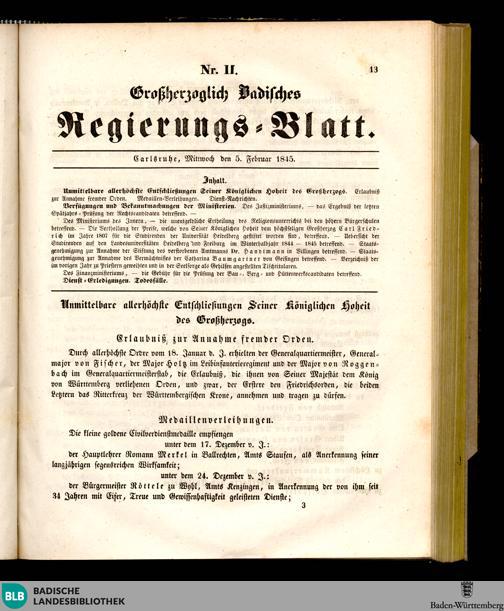 Nr. II.
13
Großherzoglich Badisches
Regierungs-Blatt.
Carlsruhe, Mittwoch den 5. Februar 1845.
Inhalt.
Unmittelbare allerhöchste Entschließungen Seiner Königlichen Hoheit des Großherzogs. Erlaubniß
zur Annahme fremder Orden. Medaillen-Verleihungen. Dienst-Nachrichten.
Verfügungen und Bekanntmachungen der Ministerien. Des Justizministeriums, — das Ergebniß der letzten
Spätjahrs-Prüfung der Rechtscandidaten betreffend.
Des Ministeriums des Innern, — die unentgeldliche Ertheilung des Religionsunterrichts bei den höhern Bürgerschulen
betreffend. — Die Vertheilung der Preise, welche von Seiner Königlichen Hoheit dem höchstseligen Großherzog Carl Fried-
rich im Jahre 1807 für die Studirenden der Universität Heidelberg gestiftet worden sind, betreffend. — Uebersicht der
Studirenden auf den Landesuniversitäten Heidelberg und Freiburg im Winterhalbjahr 1844 — 1845 betreffend. — Staats-
genehmigung zur Annahme der Stiftung des verstorbenen Amtmanns Dr. Handtmann in Villingen betreffend. — Staats-
genehmigung zur Annahme des Vermächtnisses der Catharina Baumgartner von Geisingen betreffend. — Verzeichniß der
im vorigen Jahr zu Priestern geweihten und in der Seelsorge als Gehilfen angestellten Tischtitularen.
Des Finanzministeriums, — die Gebühr für die Prüfung der Bau-, Berg- und Hüttenwerkscandidaten betreffend.
Dienst-Erledigungen. Todesfälle.
Unmittelbare allerhöchste Entschließungen Seiner Königlichen Hoheit
des Großherzogs.
Erlaubniß zur Annahme fremder Orden.
Durch allerhöchste Ordre vom 18. Januar d. J. erhielten der Generalquartiermeister, General-
major von Fischer, der Major Holtz im Leibinfanterieregiment und der Major von Roggen-
bach im Generalquartiermeisterstab, die Erlaubniß, die ihnen von Seiner Majestät dem König
von Württemberg verliehenen Orden, und zwar, der Erstere den Friedrichsorden, die beiden
Letztern das Ritterkreuz der Württembergischen Krone, annehmen und tragen zu dürfen.
Medaillenverleihungen.
Die kleine goldene Civilverdienstmedaille empfiengen
unter dem 17. Dezember v. J.:
der Hauptlehrer Romann Merkel in Ballrechten, Amts Staufen, als Anerkennung seiner
langjährigen segensreichen Wirksamkeit;
unter dem 24. Dezember v. J.:
der Bürgermeister Röttele zu Wyhl, Amts Kenzingen, in Anerkennung der von ihm seit
34 Jahren mit Eifer, Treue und Gewissenhaftigkeit geleisteten Dienste;
3
BLB BADISCHE
LANDESBIBLIOTHEK
Baden-Württemberg